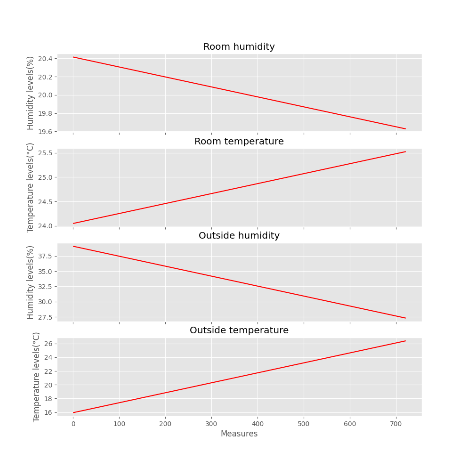 Room humidity
Humidity levels(%)
20.4
20.2
20.0
19.8
19.6
Room temperature
Temperature levels(°C)
25.5
25.0
24.5
24.0
Outside humidity
Humidity levels(%)
37.5
35.0
32.5
30.0
27.5
Outside temperature
Temperature levels(°C)
26
24
22
20
18
16
0 100 200 300 400 500 600 700
Measures